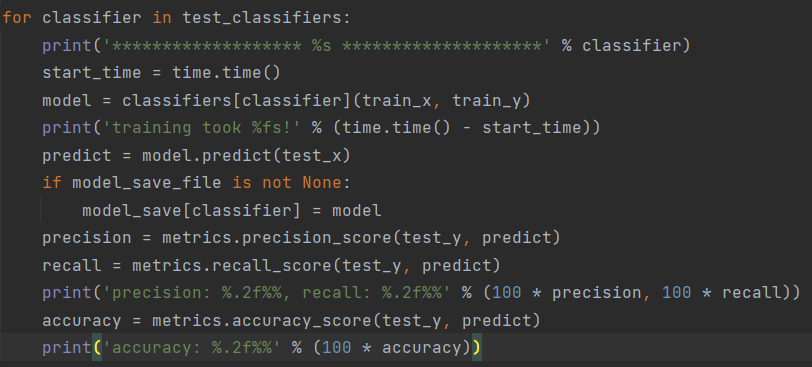 for classifier in test_classifiers:
    print('******************* %s ********************' % classifier)
    start_time = time.time()
    model = classifiers[classifier](train_x, train_y)
    print('training took %fs!' % (time.time() - start_time))
    predict = model.predict(test_x)
    if model_save_file is not None:
        model_save[classifier] = model
    precision = metrics.precision_score(test_y, predict)
    recall = metrics.recall_score(test_y, predict)
    print('precision: %.2f%%, recall: %.2f%%' % (100 * precision, 100 * recall))
    accuracy = metrics.accuracy_score(test_y, predict)
    print('accuracy: %.2f%%' % (100 * accuracy))